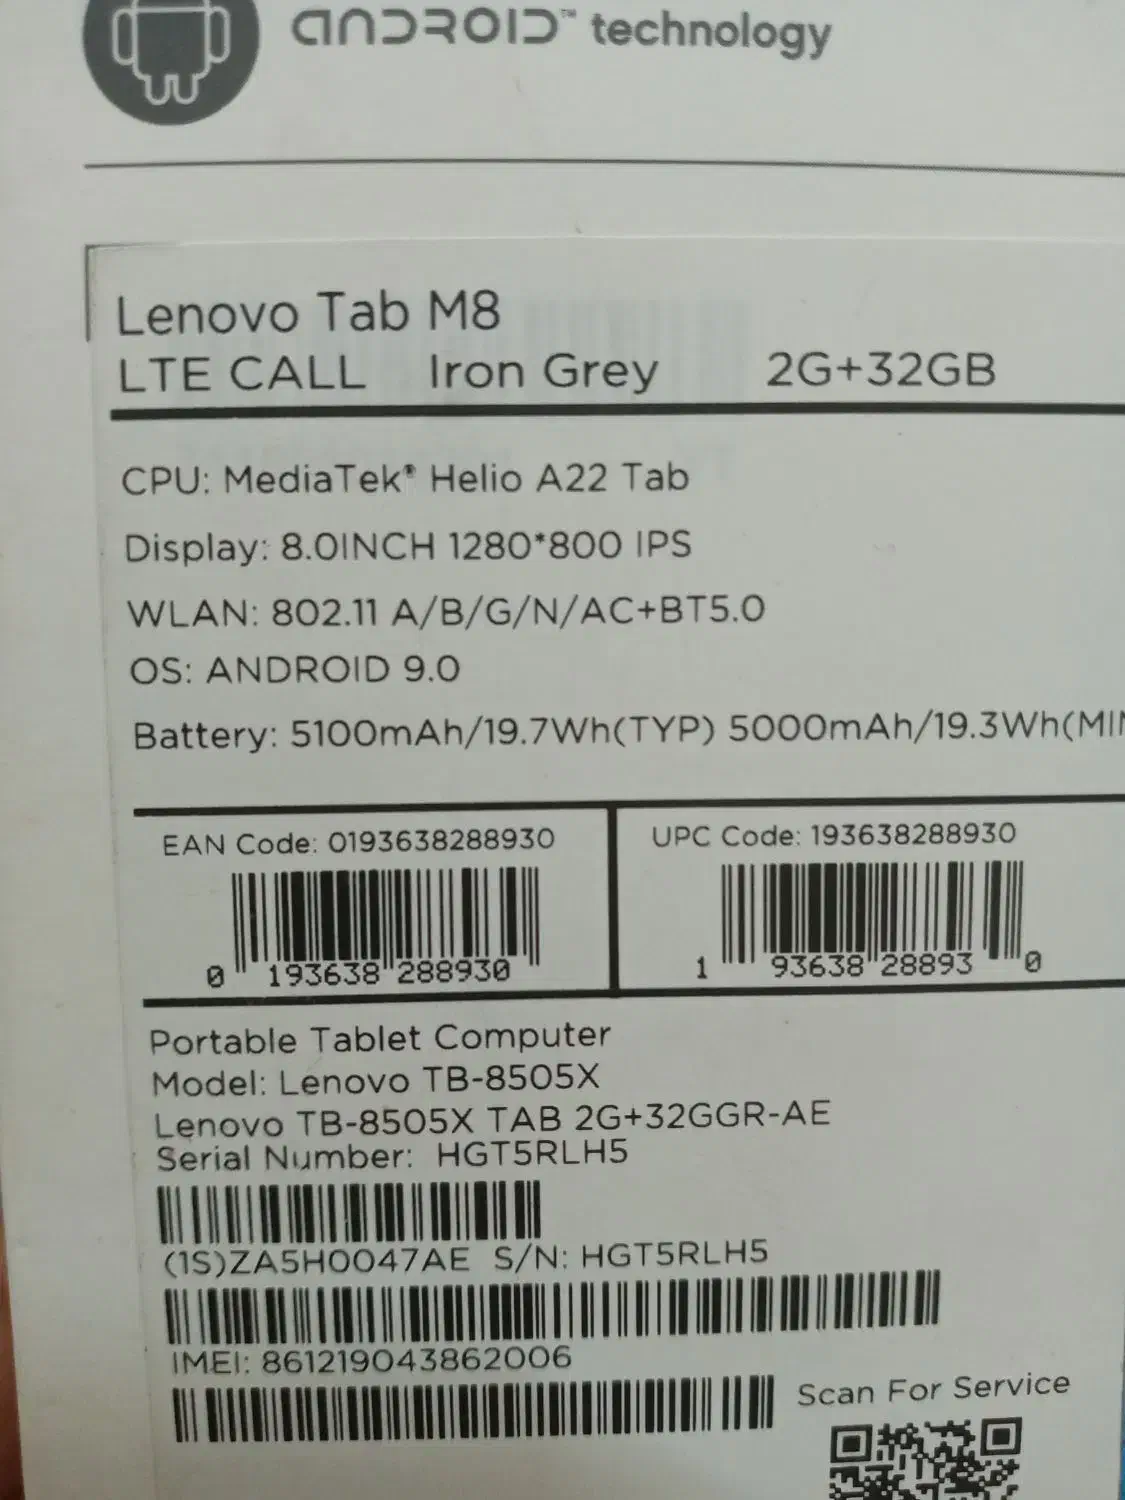 ANDROID™ technology
Lenovo Tab M8
LTE CALL Iron Grey 2G+32GB
CPU: MediaTek® Helio A22 Tab
Display: 8.0INCH 1280*800 IPS
WLAN: 802.11 A/B/G/N/AC+BT5.0
OS: ANDROID 9.0
Battery: 5100mAh/19.7Wh(TYP) 5000mAh/19.3Wh(MIN
EAN Code: 0193638288930
0 193638 288930
UPC Code: 193638288930
1 93638 28893 0
Portable Tablet Computer
Model: Lenovo TB-8505X
Lenovo TB-8505X TAB 2G+32GGR-AE
Serial Number: HGT5RLH5
(1S)ZA5H0047AE S/N: HGT5RLH5
IMEI: 861219043862006
Scan For Service